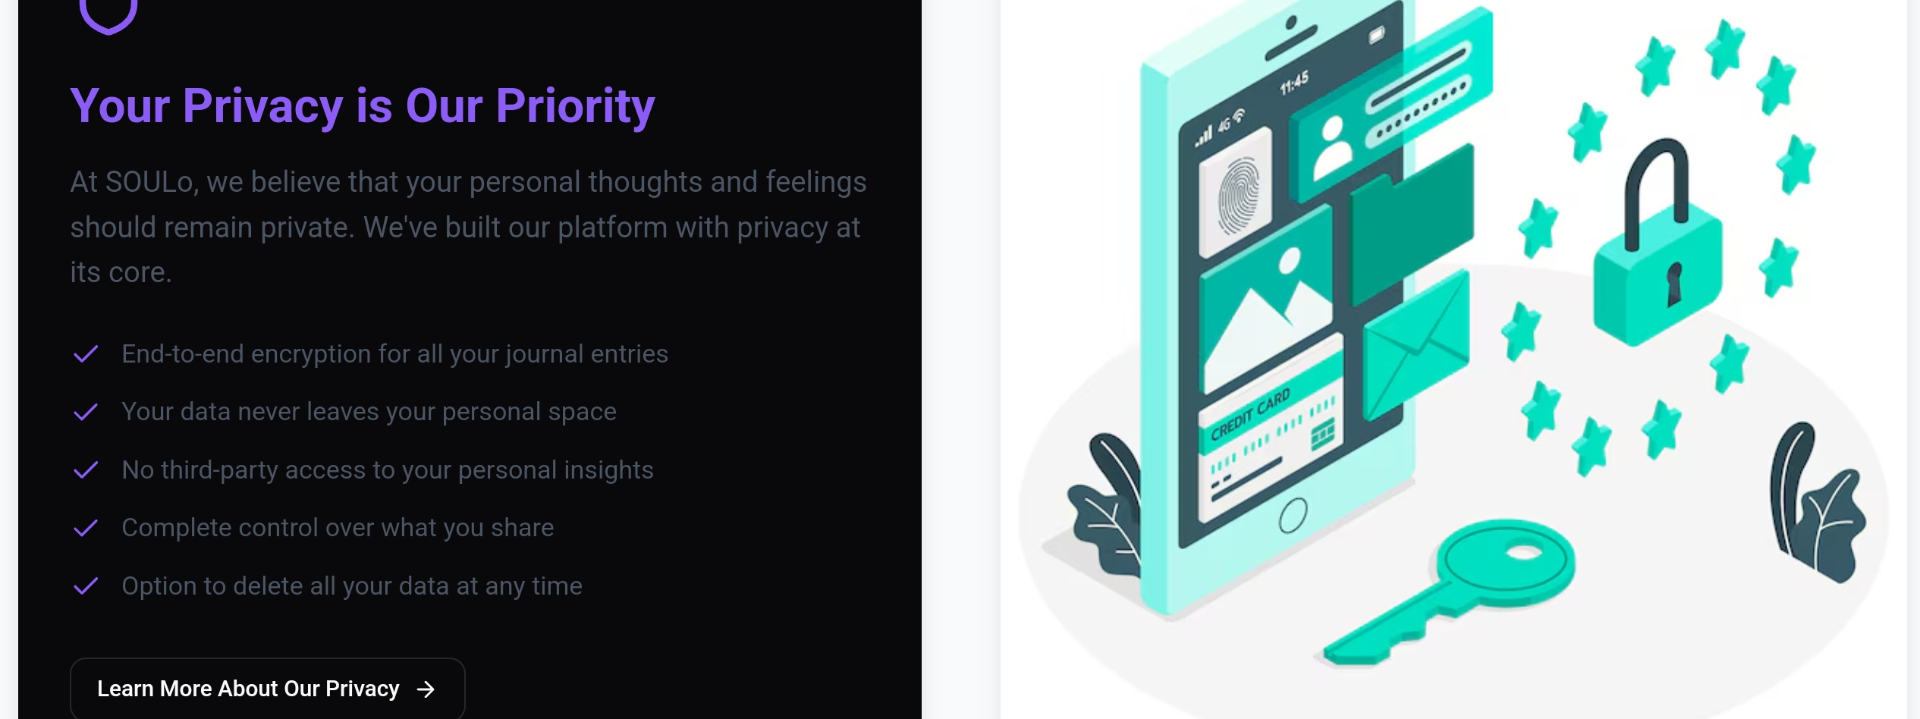 Your Privacy is Our Priority
At SOULo, we believe that your personal thoughts and feelings
should remain private. We've built our platform with privacy at
its core.
End-to-end encryption for all your journal entries
Your data never leaves your personal space
No third-party access to your personal insights
Complete control over what you share
Option to delete all your data at any time
Learn More About Our Privacy
11:45
4G
CREDIT CARD